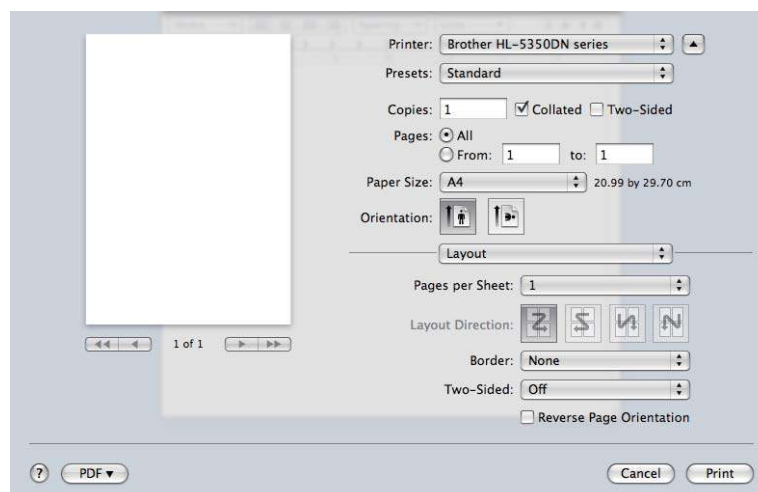 Printer: Brother HL-5350DN series
Presets: Standard
Copies: 1 Collated Two-Sided
Pages: All
From: 1 to: 1
Paper Size: A4 20.99 by 29.70 cm
Orientation:
Layout
Pages per Sheet: 1
Layout Direction:
1 of 1
Border: None
Two-Sided: Off
Reverse Page Orientation
? PDF Cancel Print